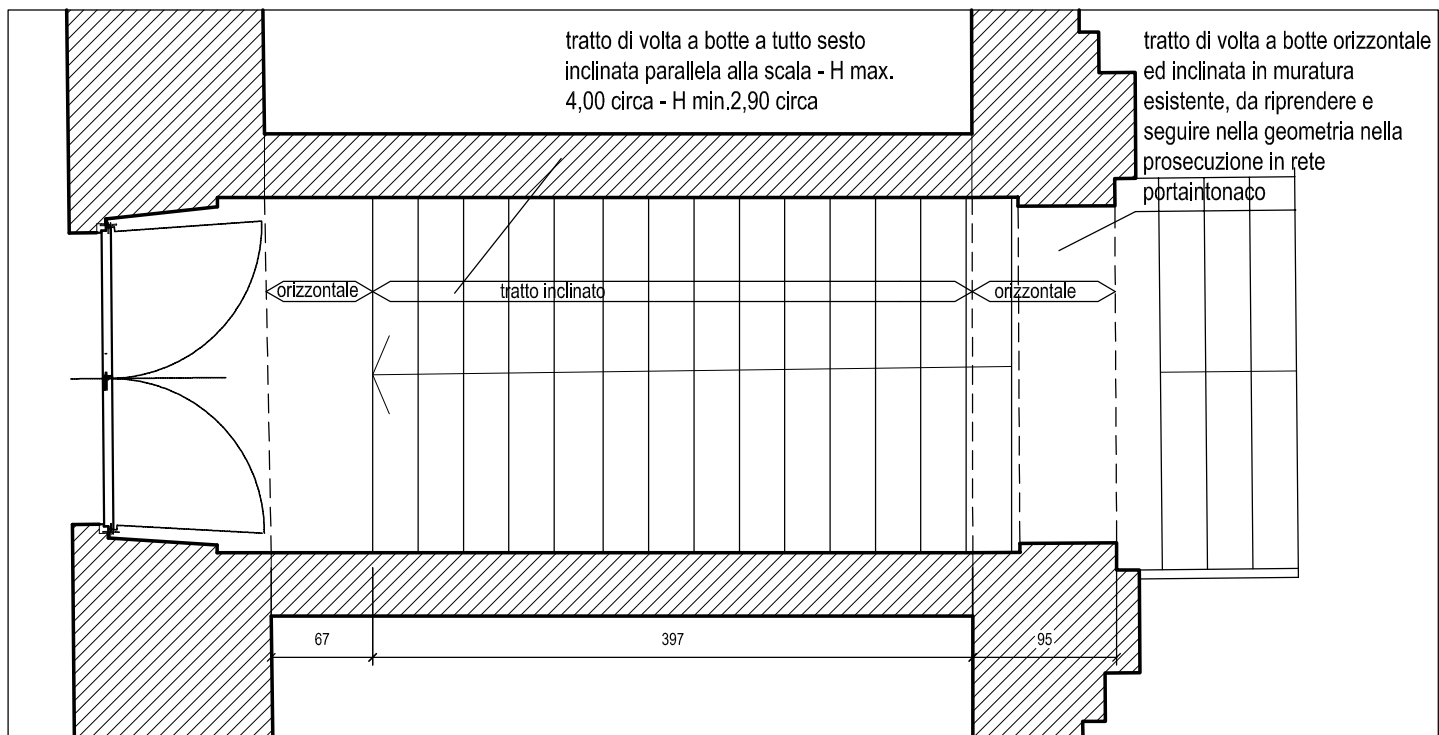 tratto di volta a botte a tutto sesto
inclinata parallela alla scala - H max.
4,00 circa - H min.2,90 circa
tratto di volta a botte orizzontale
ed inclinata in muratura
esistente, da riprendere e
seguire nella geometria nella
prosecuzione in rete
portaintonaco
orizzontale
tratto inclinato
orizzontale
67
397
95